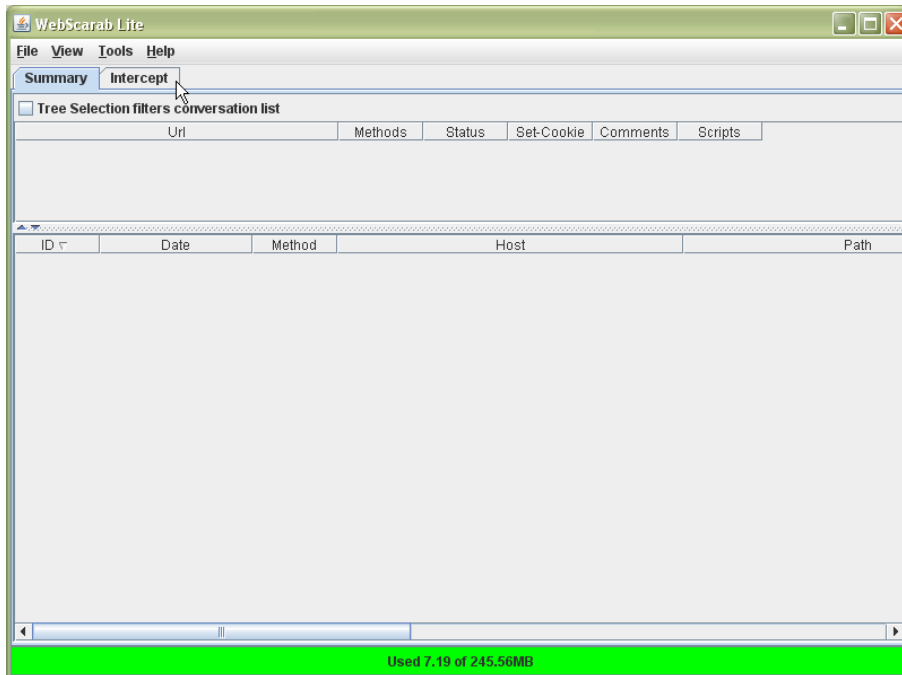 WebScarab Lite
File View Tools Help
Summary Intercept
Tree Selection filters conversation list
Url Methods Status Set-Cookie Comments Scripts
ID Date Method Host Path
Used 7.19 of 245.56MB